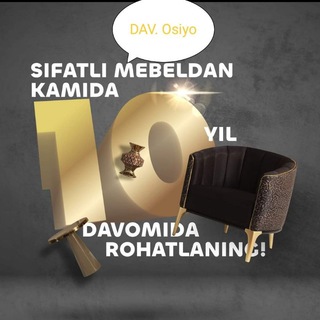 DAV. Osiyo
SIFATLI MEBELDAN
KAMIDA
10 YIL
DAVOMIDA
ROHATLANING!